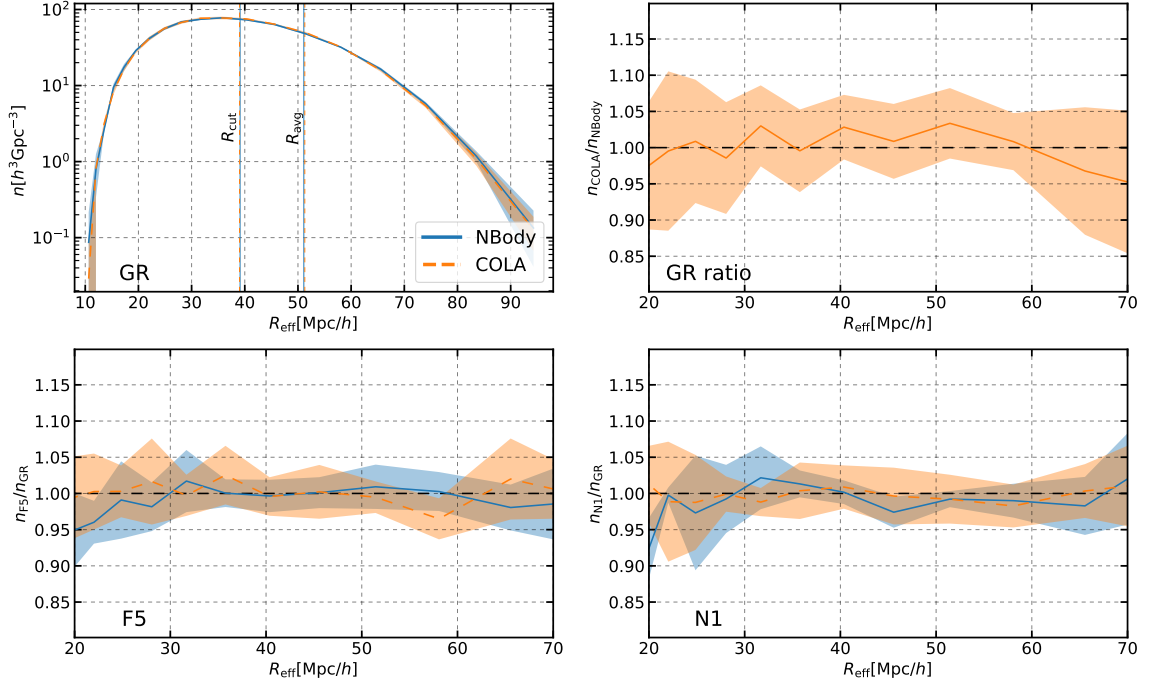 n[h³Gpc⁻³]
10²
10¹
10⁰
10⁻¹
R_cut
R_avg
NBody
COLA
GR
10 20 30 40 50 60 70 80 90
R_eff[Mpc/h]
n_COLA/n_NBody
1.15
1.10
1.05
1.00
0.95
0.90
0.85
GR ratio
20 30 40 50 60 70
R_eff[Mpc/h]
n_F5/n_GR
1.15
1.10
1.05
1.00
0.95
0.90
0.85
F5
20 30 40 50 60 70
R_eff[Mpc/h]
n_N1/n_GR
1.15
1.10
1.05
1.00
0.95
0.90
0.85
N1
20 30 40 50 60 70
R_eff[Mpc/h]